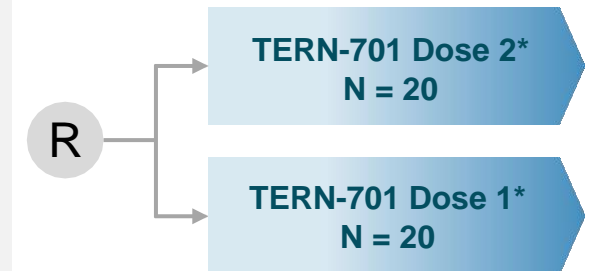 TERN-701 Dose 2*
N = 20
R
TERN-701 Dose 1*
N = 20